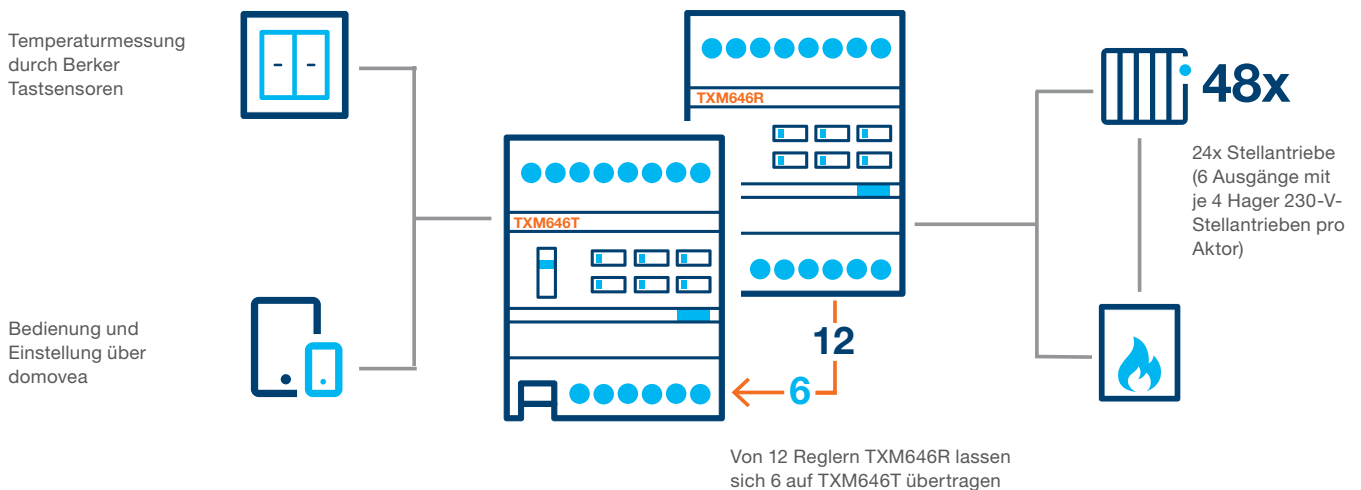 Temperaturmessung
durch Berker
Tastsensoren
Bedienung und
Einstellung über
domovea
TXM646R
TXM646T
12
6
Von 12 Reglern TXM646R lassen
sich 6 auf TXM646T übertragen
48x
24x Stellantriebe
(6 Ausgänge mit
je 4 Hager 230-V-
Stellantrieben pro
Aktor)